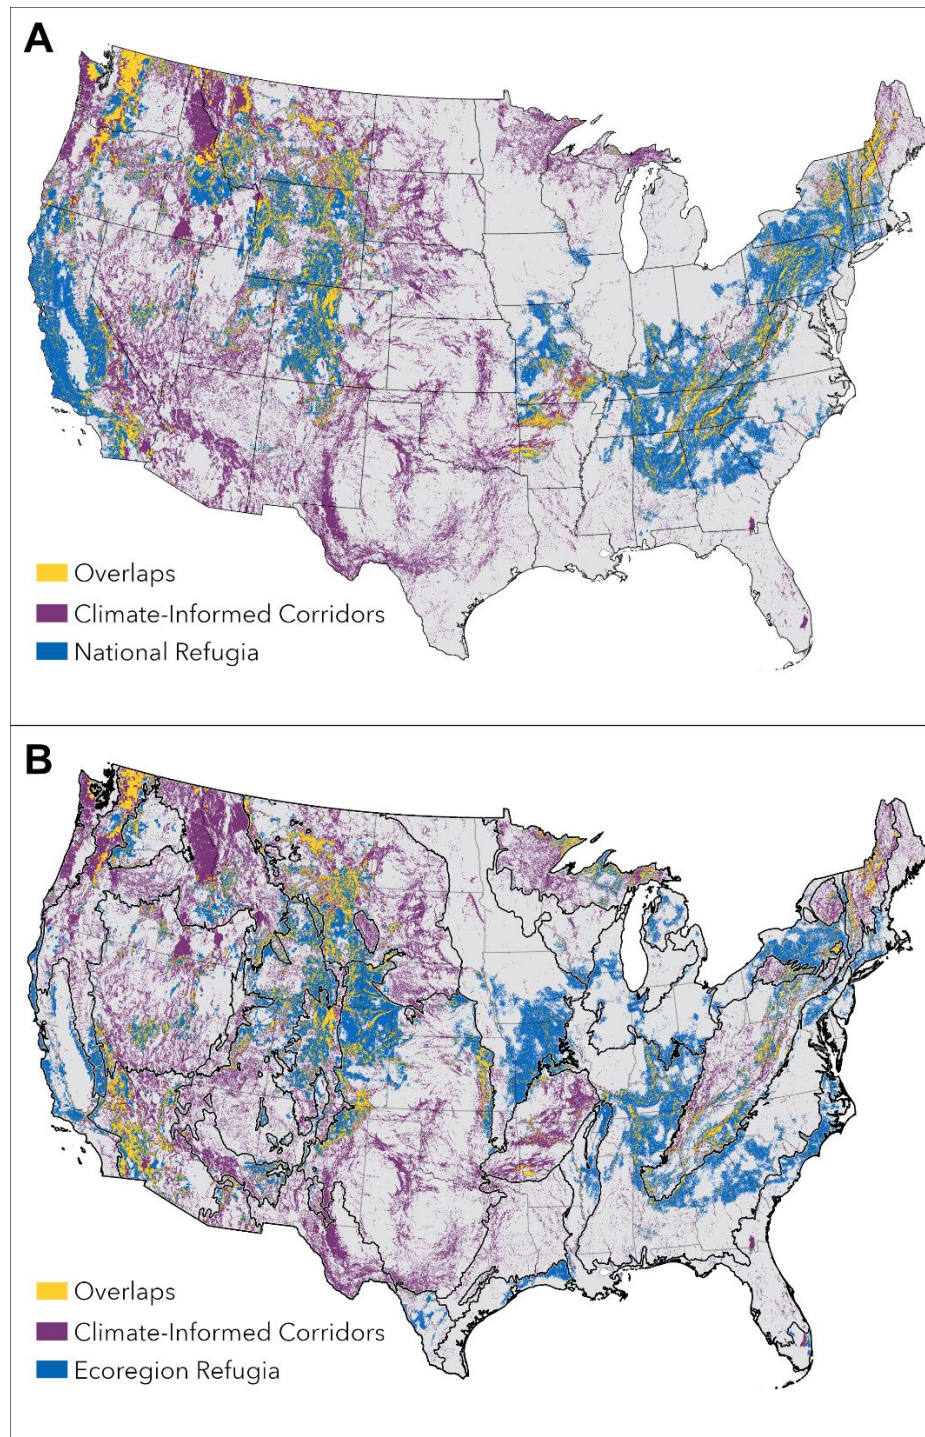 A
Overlaps
Climate-Informed Corridors
National Refugia
B
Overlaps
Climate-Informed Corridors
Ecoregion Refugia